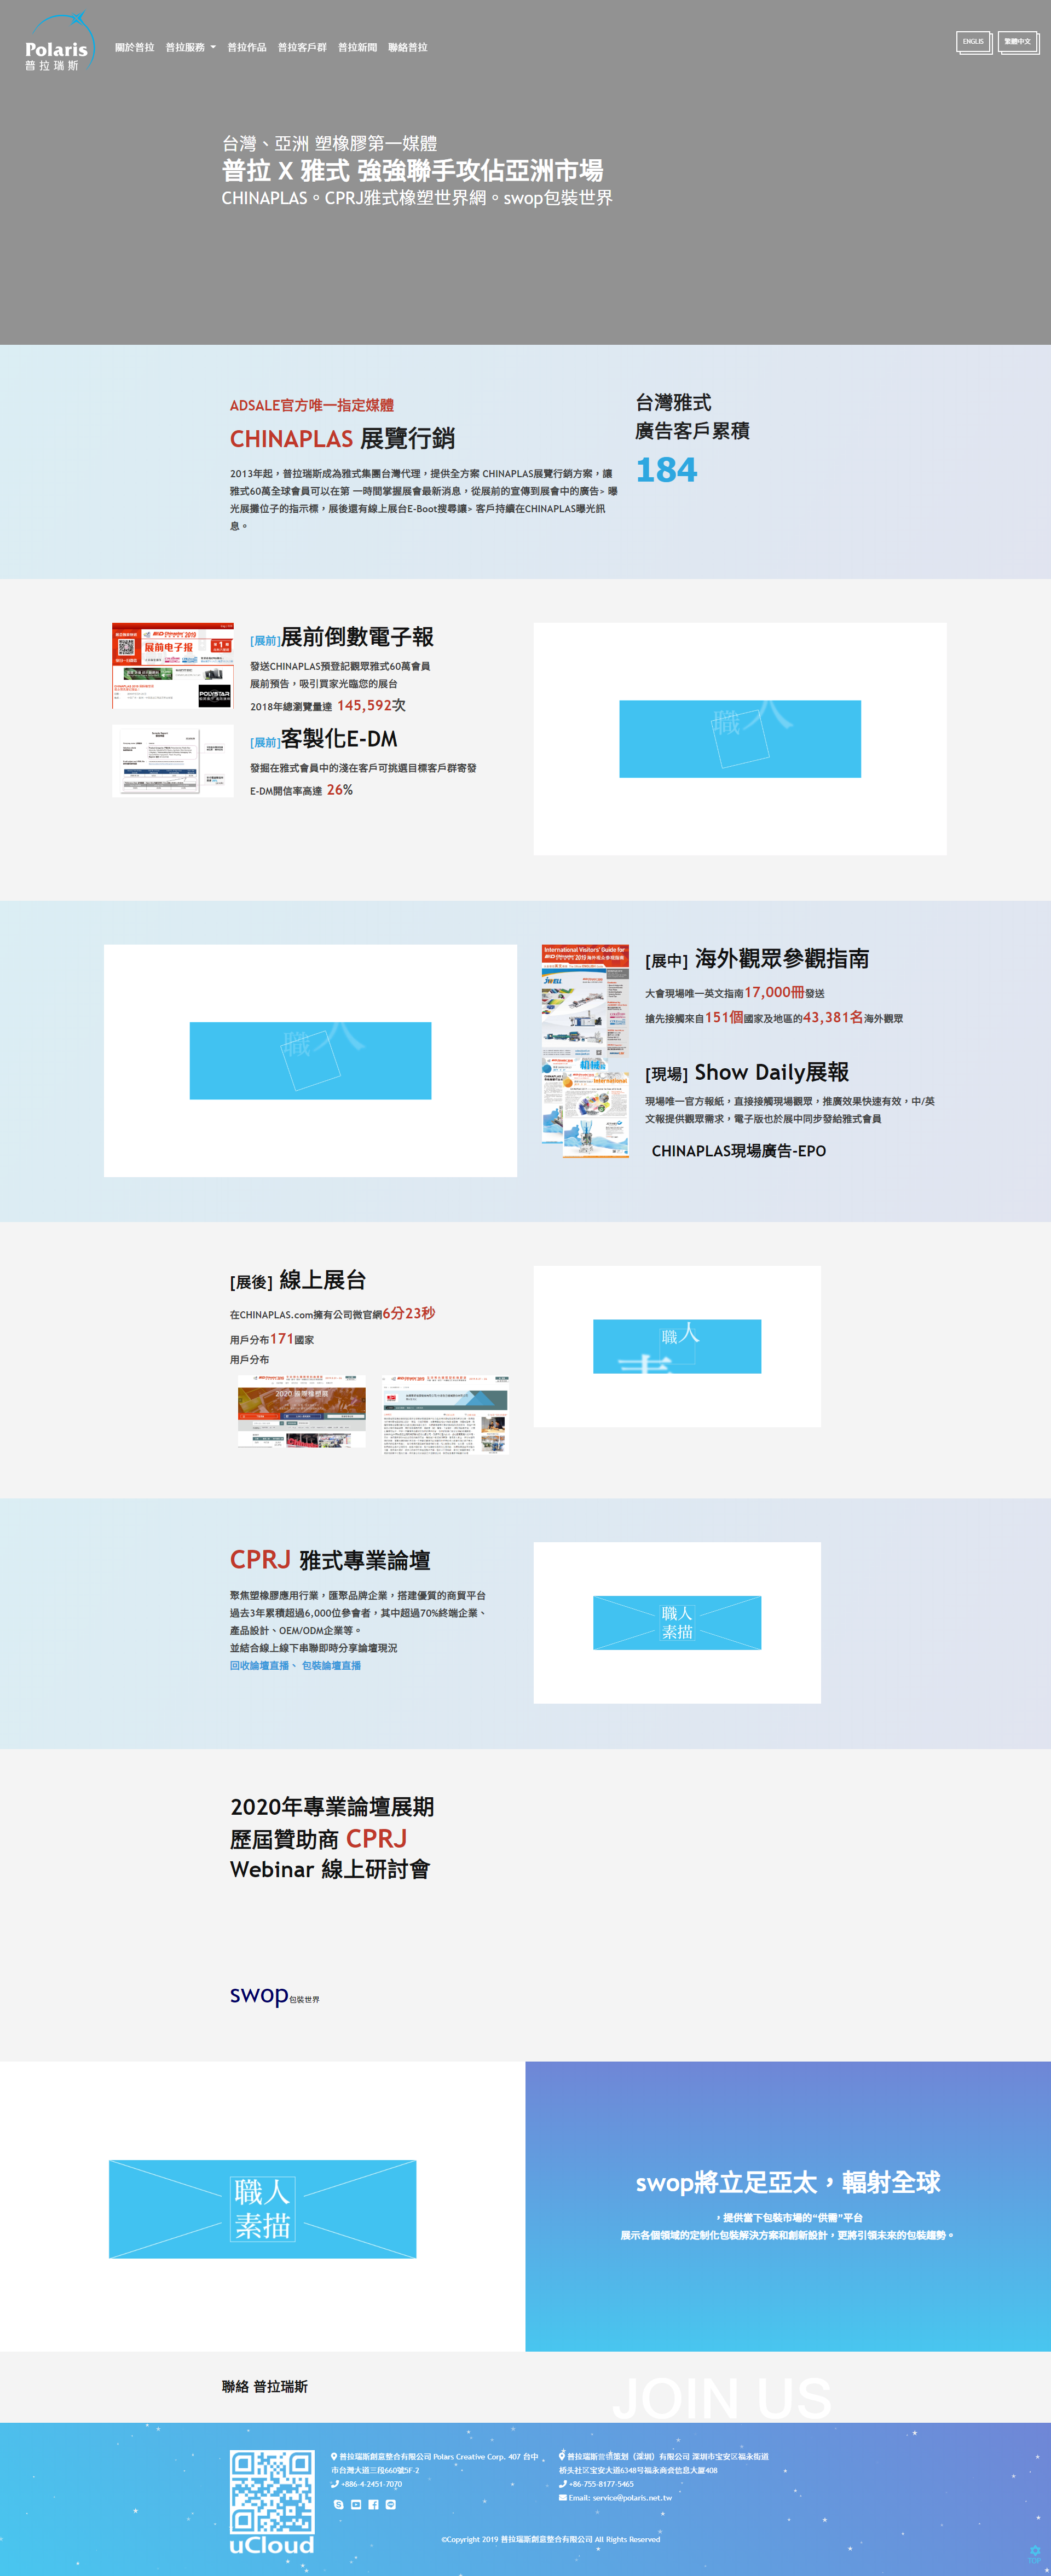 Polaris
普拉瑞斯
關於普拉 普拉服務 普拉作品 普拉客戶群 普拉新聞 聯絡普拉
ENGLIS 繁體中文
台灣、亞洲 塑橡膠第一媒體
普拉 X 雅式 強強聯手攻佔亞洲市場
CHINAPLAS。CPRJ雅式橡塑世界網。swop包裝世界
ADSALE官方唯一指定媒體
CHINAPLAS 展覽行銷
2013年起，普拉瑞斯成為雅式集團台灣代理，提供全方案 CHINAPLAS展覽行銷方案，讓
雅式60萬全球會員可以在第 一時間掌握展會最新消息，從展前的宣傳到展會中的廣告> 曝
光展攤位子的指示標，展後還有線上展台E-Boot搜尋讓> 客戶持續在CHINAPLAS曝光訊
息。
台灣雅式
廣告客戶累積
184
展前电子报
POLYSTAR
[展前]展前倒數電子報
發送CHINAPLAS預登記觀眾雅式60萬會員
展前預告，吸引買家光臨您的展台
2018年總瀏覽量達 145,592次
[展前]客製化E-DM
發掘在雅式會員中的淺在客戶可挑選目標客戶群寄發
E-DM開信率高達 26%
職人
職人
International Visitors' Guide for
2019 海外观众参观指南
JWELL
[展中] 海外觀眾參觀指南
大會現場唯一英文指南17,000冊發送
搶先接觸來自151個國家及地區的43,381名海外觀眾
[現場] Show Daily展報
現場唯一官方報紙，直接接觸現場觀眾，推廣效果快速有效，中/英
文報提供觀眾需求，電子版也於展中同步發給雅式會員
CHINAPLAS現場廣告-EPO
[展後] 線上展台
在CHINAPLAS.com擁有公司微官網6分23秒
用戶分布171國家
用戶分布
2020 國際橡塑展
職人
素
CPRJ 雅式專業論壇
聚焦塑橡膠應用行業，匯聚品牌企業，搭建優質的商貿平台
過去3年累積超過6,000位參會者，其中超過70%終端企業、
產品設計、OEM/ODM企業等。
並結合線上線下串聯即時分享論壇現況
回收論壇直播、 包裝論壇直播
職人
素描
2020年專業論壇展期
歷屆贊助商 CPRJ
Webinar 線上研討會
swop包裝世界
職人
素描
swop將立足亞太，輻射全球
，提供當下包裝市場的“供需”平台
展示各個領域的定制化包裝解決方案和創新設計，更將引領未來的包裝趨勢。
聯絡 普拉瑞斯
JOIN US
uCloud
普拉瑞斯創意整合有限公司 Polars Creative Corp. 407 台中
市台灣大道三段660號5F-2
+886-4-2451-7070
普拉瑞斯营销策划（深圳）有限公司 深圳市宝安区福永街道
桥头社区宝安大道6348号福永商会信息大厦408
+86-755-8177-5465
Email: service@polaris.net.tw
©Copyright 2019 普拉瑞斯創意整合有限公司 All Rights Reserved
TOP